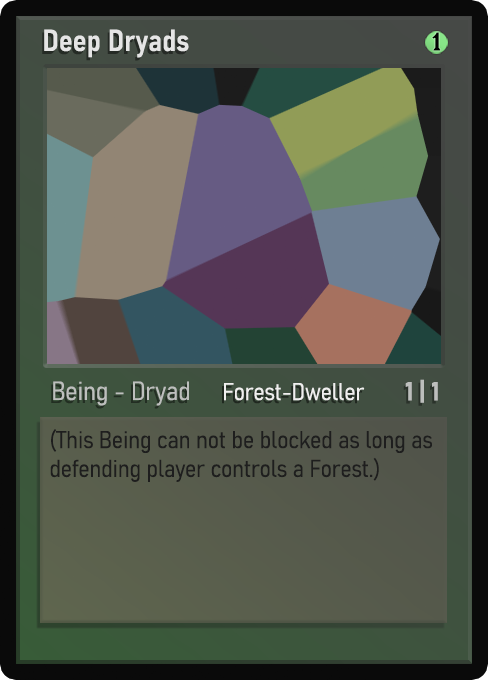 Deep Dryads 1
Being - Dryad Forest-Dweller 1|1
(This Being can not be blocked as long as
defending player controls a Forest.)